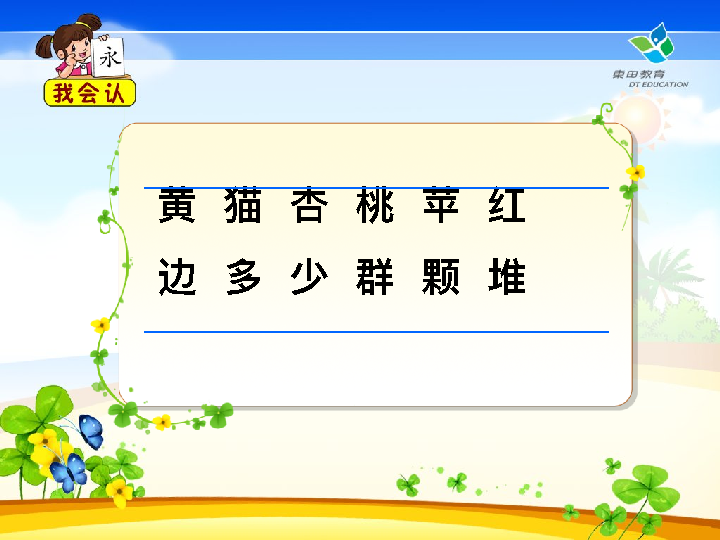 永
我会认
東田教育
DT EDUCATION
黄 猫 杏 桃 苹 红
边 多 少 群 颗 堆